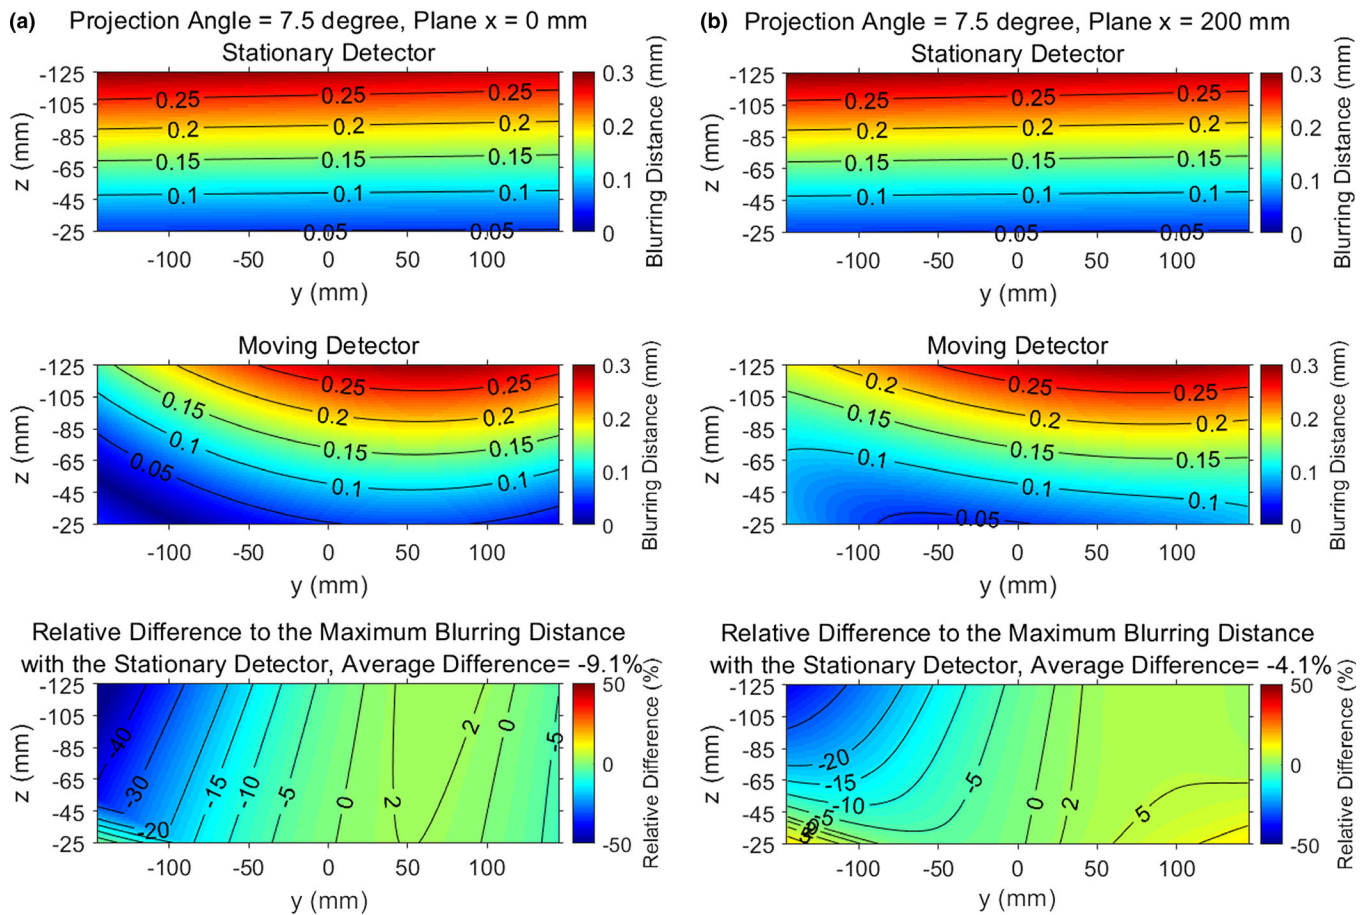 (a) Projection Angle = 7.5 degree, Plane x = 0 mm
Stationary Detector
-125
-105
-85
-65
-45
-25
z (mm)
0.25 0.25 0.25
0.2 0.2 0.2
0.15 0.15 0.15
0.1 0.1 0.1
0.05 0.05
-100 -50 0 50 100
y (mm)
0.3
0.2
0.1
0
Blurring Distance (mm)
Moving Detector
-125
-105
-85
-65
-45
-25
z (mm)
0.25 0.25
0.15 0.2 0.2
0.1 0.15 0.15
0.05 0.1 0.1
-100 -50 0 50 100
y (mm)
0.3
0.2
0.1
0
Blurring Distance (mm)
Relative Difference to the Maximum Blurring Distance
with the Stationary Detector, Average Difference= -9.1%
-125
-105
-85
-65
-45
-25
z (mm)
-40 2 0 -5
-30 -15 -10 -5 0 2
-20
-100 -50 0 50 100
y (mm)
50
0
-50
Relative Difference (%)
(b) Projection Angle = 7.5 degree, Plane x = 200 mm
Stationary Detector
-125
-105
-85
-65
-45
-25
z (mm)
0.25 0.25 0.25
0.2 0.2 0.2
0.15 0.15 0.15
0.1 0.1 0.1
0.05 0.05
-100 -50 0 50 100
y (mm)
0.3
0.2
0.1
0
Blurring Distance (mm)
Moving Detector
-125
-105
-85
-65
-45
-25
z (mm)
0.2 0.25 0.25
0.15 0.2 0.2
0.1 0.15 0.15
0.1 0.1
0.05
-100 -50 0 50 100
y (mm)
0.3
0.2
0.1
0
Blurring Distance (mm)
Relative Difference to the Maximum Blurring Distance
with the Stationary Detector, Average Difference= -4.1%
-125
-105
-85
-65
-45
-25
z (mm)
-20
-15 -5
-10 0 2
5
-100 -50 0 50 100
y (mm)
50
0
-50
Relative Difference (%)